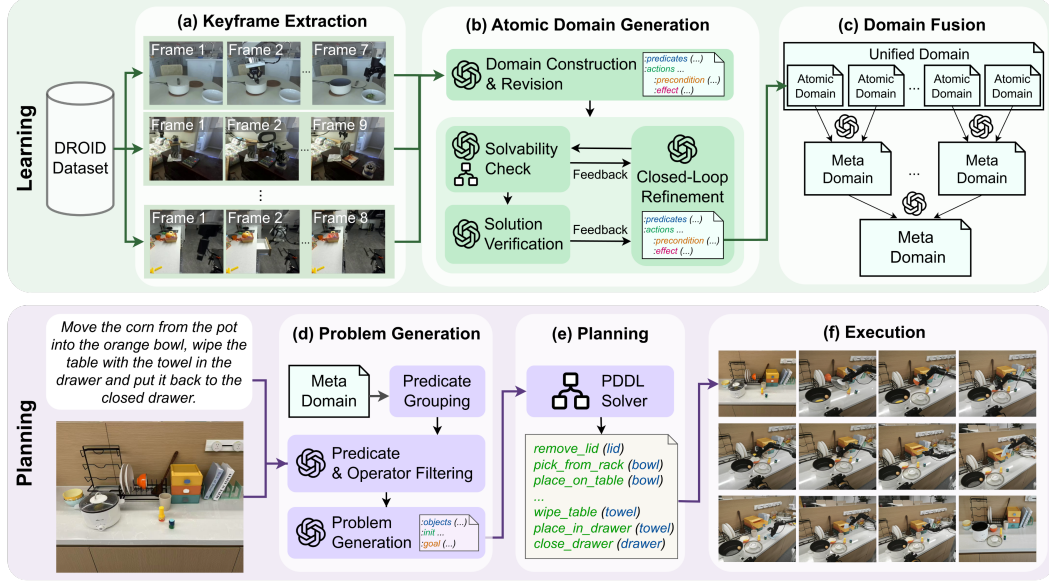 Learning
(a) Keyframe Extraction
DROID
Dataset
Frame 1
Frame 2
...
Frame 7
Frame 1
Frame 2
...
Frame 9
...
Frame 1
Frame 2
...
Frame 8
(b) Atomic Domain Generation
Domain Construction
& Revision
:predicates (...)
:actions ...
:precondition (...)
:effect (...)
Solvability
Check
Feedback
Closed-Loop
Refinement
Solution
Verification
Feedback
:predicates (...)
:actions ...
:precondition (...)
:effect (...)
(c) Domain Fusion
Unified Domain
Atomic
Domain
Atomic
Domain
...
Atomic
Domain
Atomic
Domain
Meta
Domain
...
Meta
Domain
Meta
Domain
Planning
Move the corn from the pot
into the orange bowl, wipe the
table with the towel in the
drawer and put it back to the
closed drawer.
(d) Problem Generation
Meta
Domain
Predicate
Grouping
Predicate
& Operator Filtering
Problem
Generation
:objects (...)
:init ...
:goal (...)
(e) Planning
PDDL
Solver
remove_lid (lid)
pick_from_rack (bowl)
place_on_table (bowl)
...
wipe_table (towel)
place_in_drawer (towel)
close_drawer (drawer)
(f) Execution